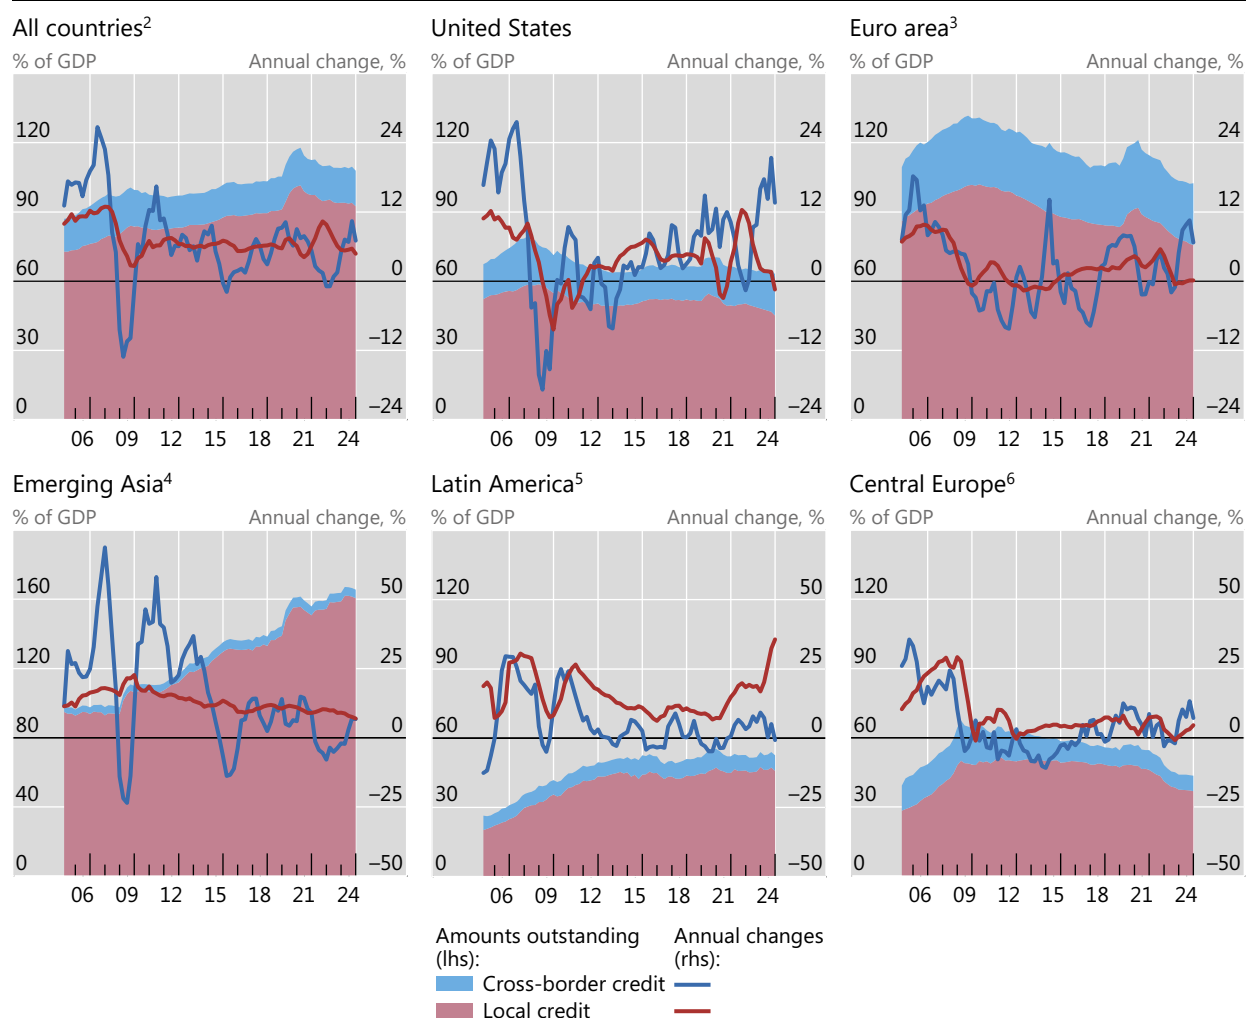 All countries2
% of GDP Annual change, %
120 24
90 12
60 0
30 –12
0 –24
06 09 12 15 18 21 24
United States
% of GDP Annual change, %
120 24
90 12
60 0
30 –12
0 –24
06 09 12 15 18 21 24
Euro area3
% of GDP Annual change, %
120 24
90 12
60 0
30 –12
0 –24
06 09 12 15 18 21 24
Emerging Asia4
% of GDP Annual change, %
160 50
120 25
80 0
40 –25
0 –50
06 09 12 15 18 21 24
Latin America5
% of GDP Annual change, %
120 50
90 25
60 0
30 –25
0 –50
06 09 12 15 18 21 24
Central Europe6
% of GDP Annual change, %
120 50
90 25
60 0
30 –25
0 –50
06 09 12 15 18 21 24
Amounts outstanding
(lhs):
Annual changes
(rhs):
Cross-border credit
Local credit